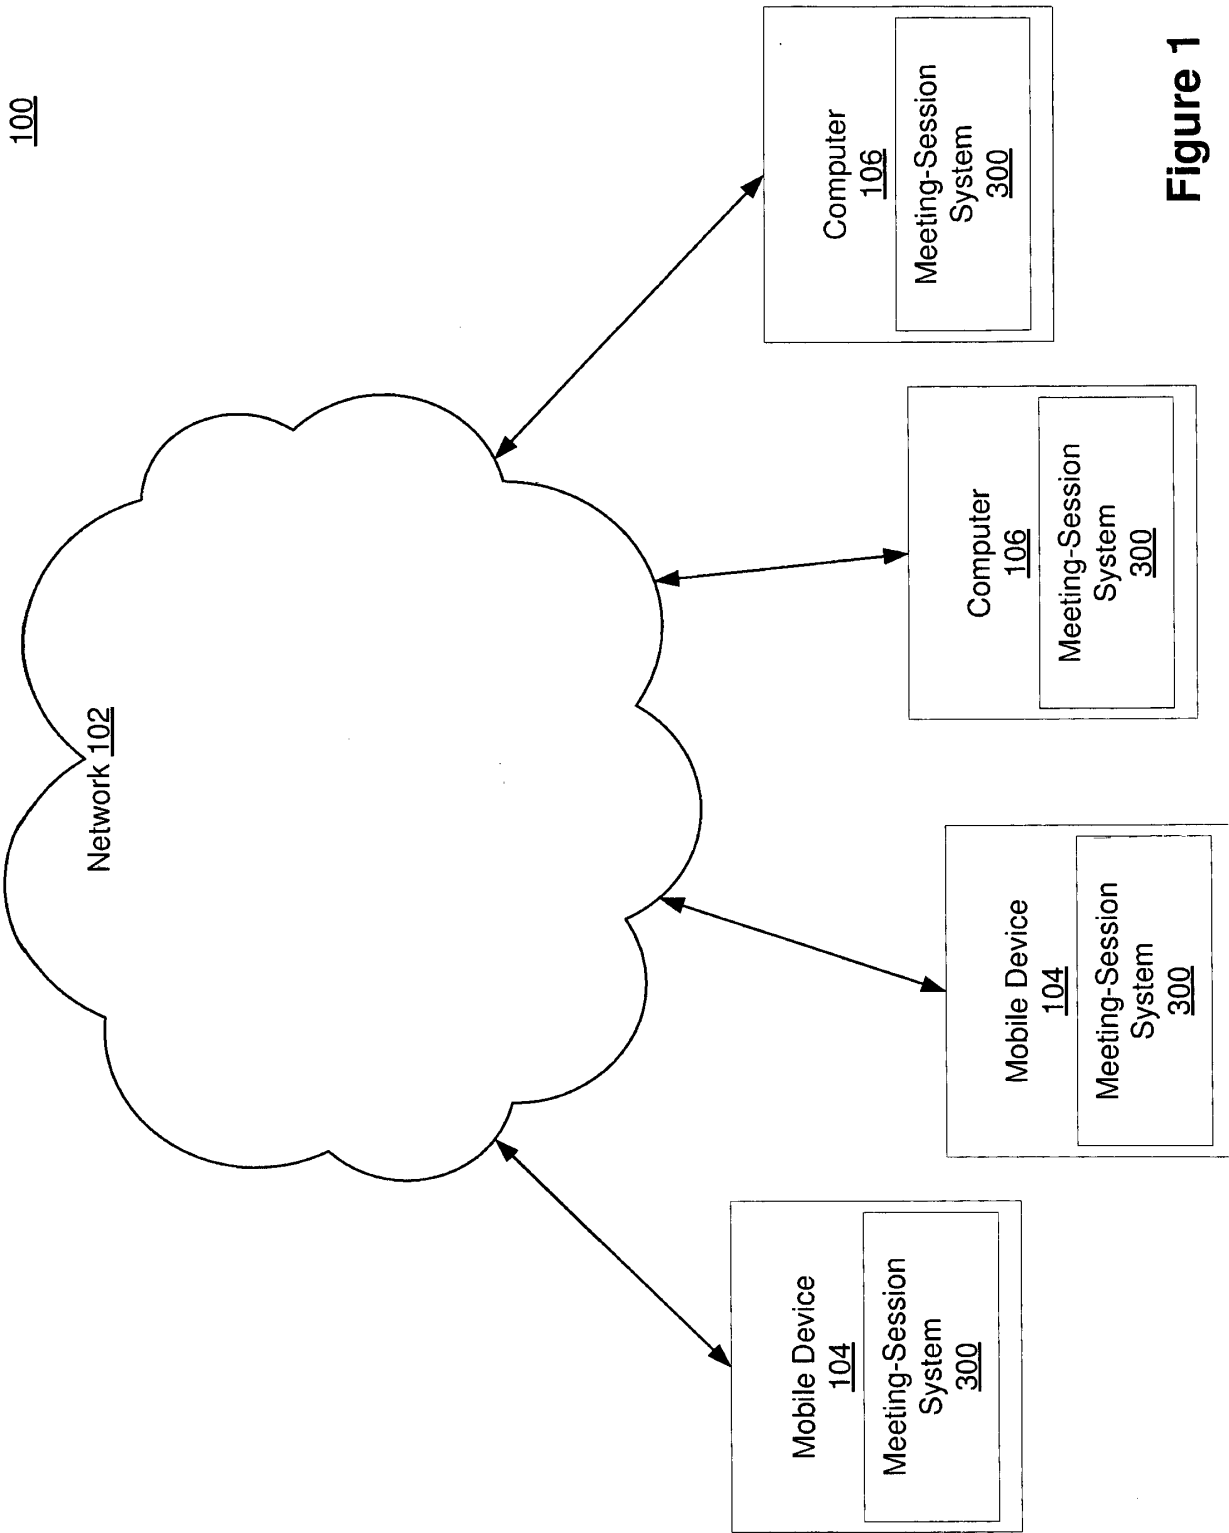 100
Network 102
Mobile Device
104
Meeting-Session
System
300
Mobile Device
104
Meeting-Session
System
300
Computer
106
Meeting-Session
System
300
Computer
106
Meeting-Session
System
300
Figure 1